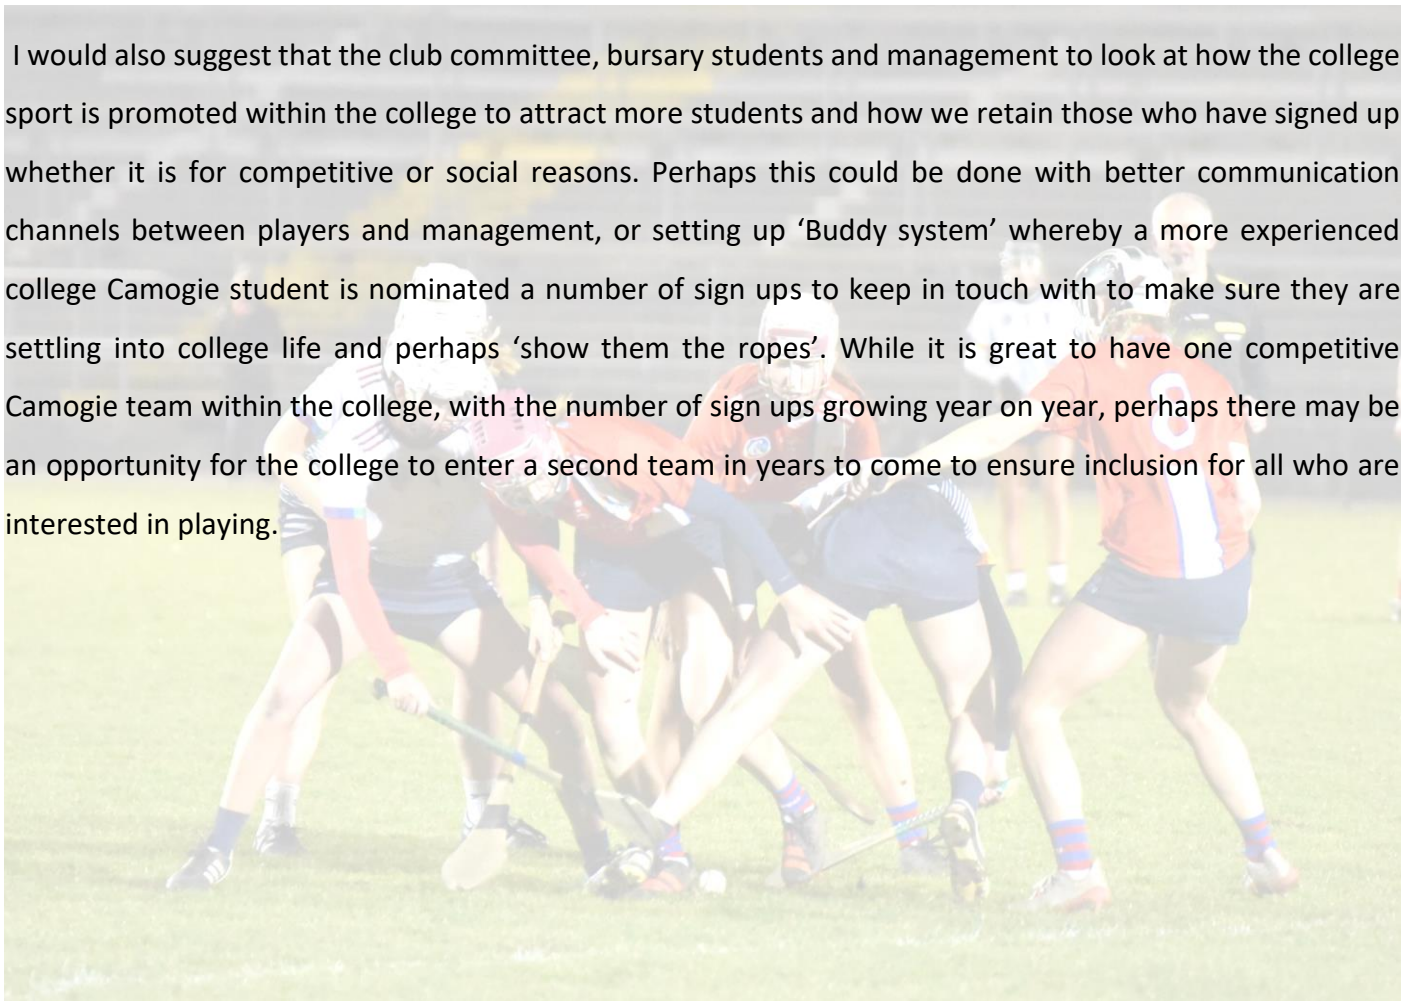 I would also suggest that the club committee, bursary students and management to look at how the college
sport is promoted within the college to attract more students and how we retain those who have signed up
whether it is for competitive or social reasons. Perhaps this could be done with better communication
channels between players and management, or setting up ‘Buddy system’ whereby a more experienced
college Camogie student is nominated a number of sign ups to keep in touch with to make sure they are
settling into college life and perhaps ‘show them the ropes’. While it is great to have one competitive
Camogie team within the college, with the number of sign ups growing year on year, perhaps there may be
an opportunity for the college to enter a second team in years to come to ensure inclusion for all who are
interested in playing.
8